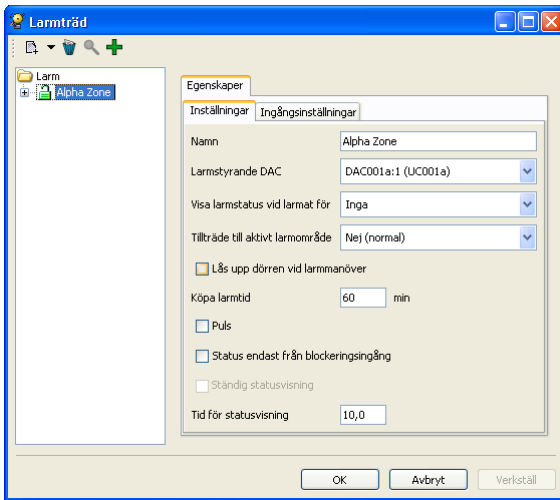 Larmträd
Larm
Alpha Zone
Egenskaper
Inställningar Ingångsinställningar
Namn Alpha Zone
Larmstyrande DAC DAC001a:1 (UC001a)
Visa larmstatus vid larmat för Inga
Tillträde till aktivt larmområde Nej (normal)
Lås upp dörren vid larmmanöver
Köpa larmtid 60 min
Puls
Status endast från blockeringsingång
Ständig statusvisning
Tid för statusvisning 10,0
OK Avbryt Verkställ